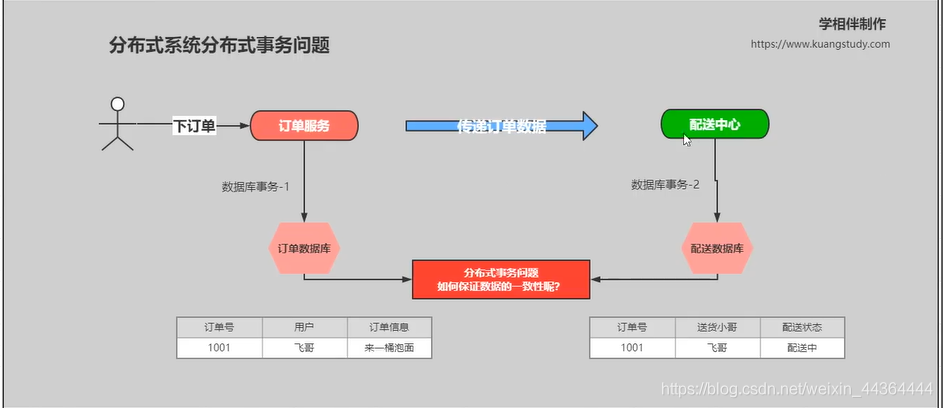 学相伴制作
分布式系统分布式事务问题
https://www.kuangstudy.com
下订单
订单服务
传递订单数据
配送中心
数据库事务-1
数据库事务-2
订单数据库
配送数据库
分布式事务问题
如何保证数据的一致性呢?
订单号 用户 订单信息
1001 飞哥 来一桶泡面
订单号 送货小哥 配送状态
1001 飞哥 配送中
https://blog.csdn.net/weixin_44364444